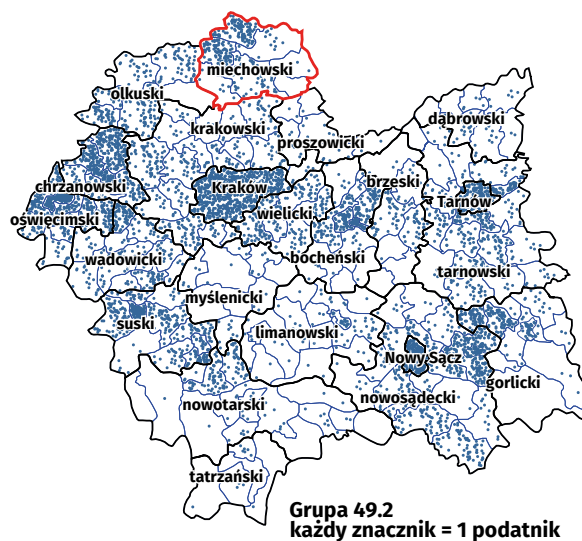 miechowski
olkuski
dąbrowski
krakowski
proszowicki
chrzanowski
Kraków
brzeski
Tarnów
oświęcimski
wielicki
wadowicki
bocheński
tarnowski
myślenicki
suski
limanowski
Nowy Sącz
gorlicki
nowotarski
nowosądecki
tatrzański
Grupa 49.2
każdy znacznik = 1 podatnik